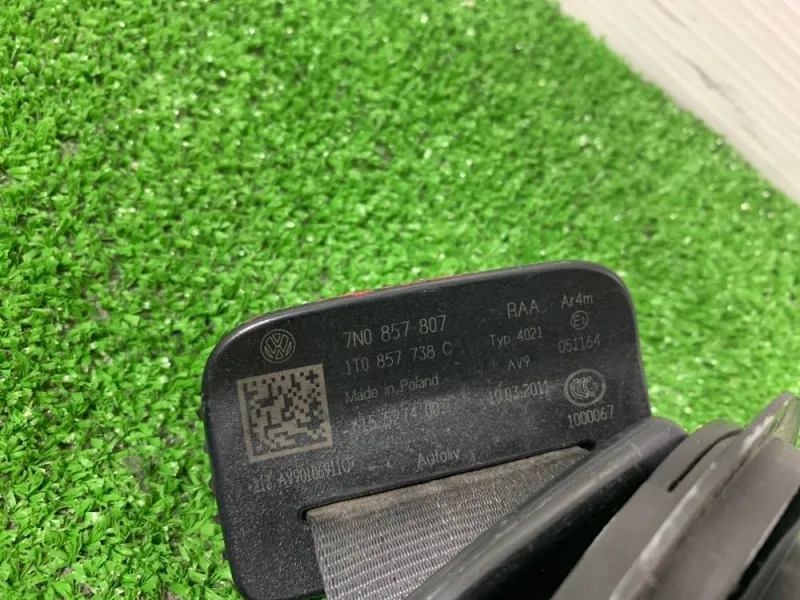 7N0 857 807
1T0 857 738 C
Made in Poland
RAA Ar4m
Typ 4021 E1
AV9 051164
10.03.2011 CCC
1000067
Autoliv